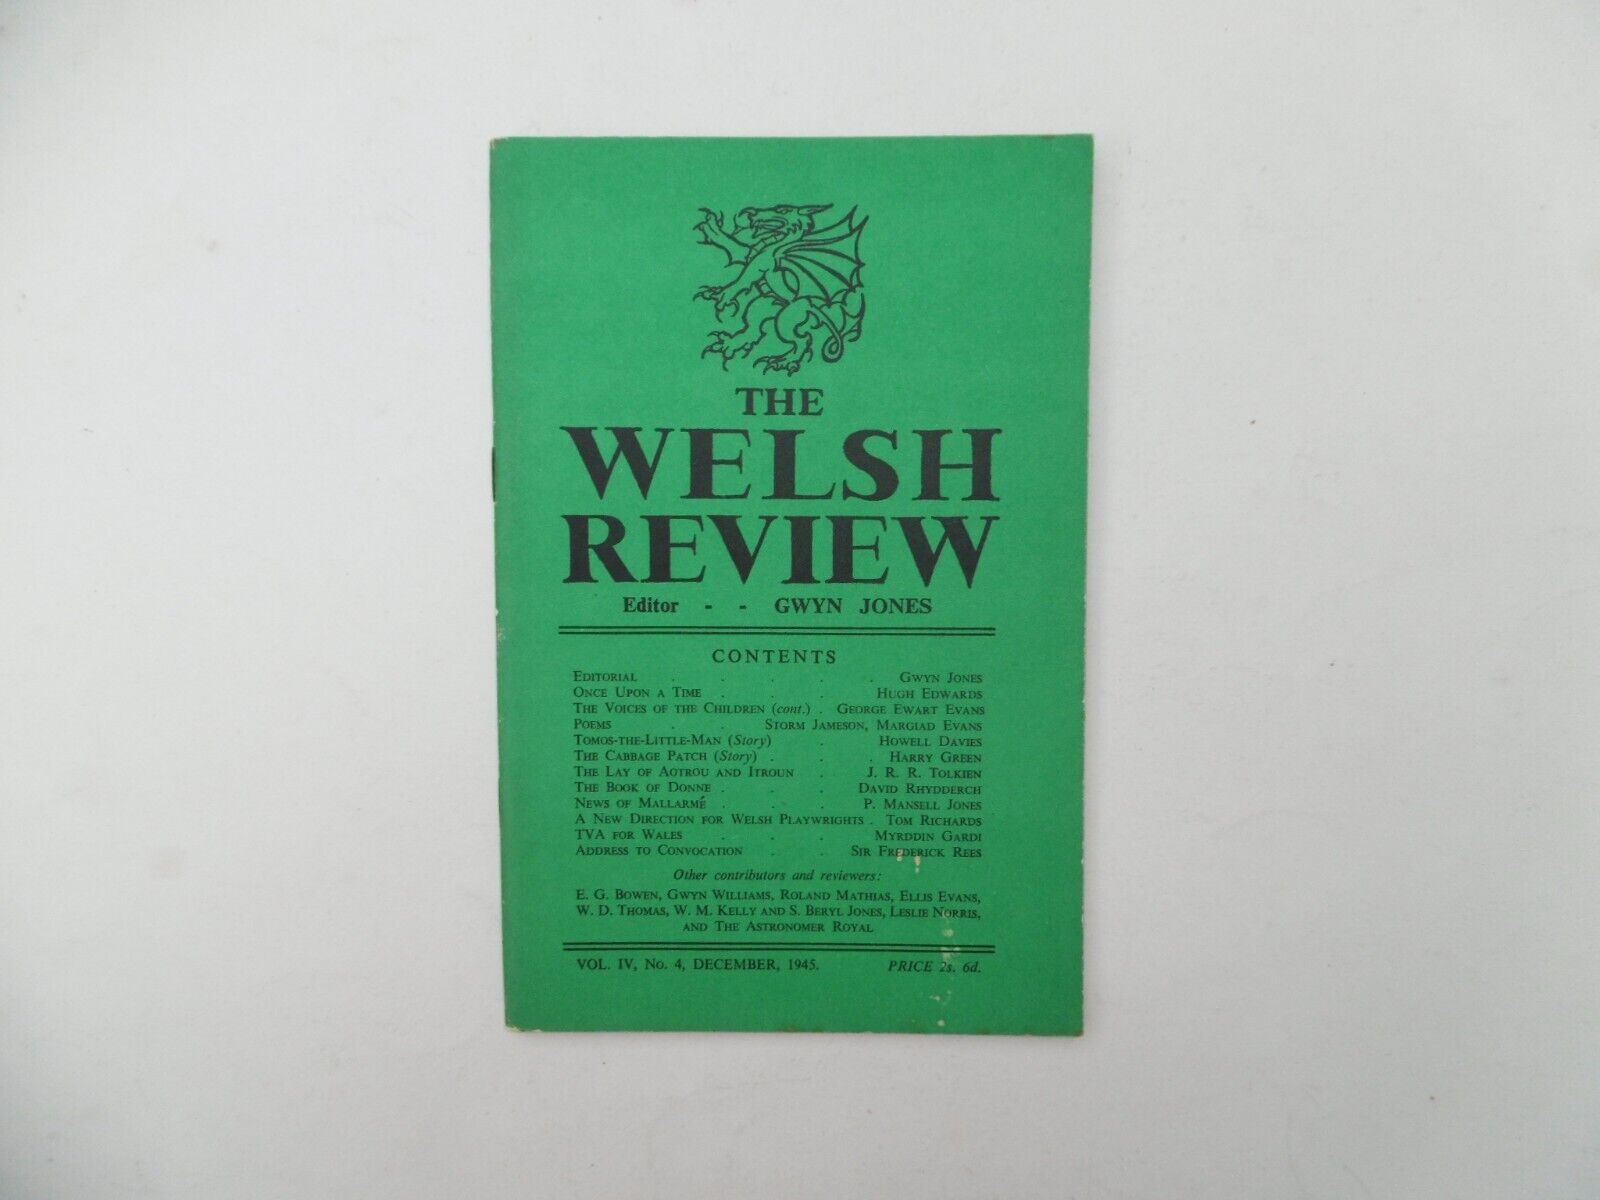 THE
WELSH
REVIEW
Editor - - GWYN JONES
CONTENTS
EDITORIAL . . . . . GWYN JONES
ONCE UPON A TIME . . . HUGH EDWARDS
THE VOICES OF THE CHILDREN (cont.) . GEORGE EWART EVANS
POEMS . . STORM JAMESON, MARGIAD EVANS
TOMOS-THE-LITTLE-MAN (Story) . HOWELL DAVIES
THE CABBAGE PATCH (Story) . . . HARRY GREEN
THE LAY OF AOTROU AND ITROUN . J. R. R. TOLKIEN
THE BOOK OF DONNE . . . DAVID RHYDDERCH
NEWS OF MALLARMÉ . . . P. MANSELL JONES
A NEW DIRECTION FOR WELSH PLAYWRIGHTS . TOM RICHARDS
TVA FOR WALES . . . MYRDDIN GARDI
ADDRESS TO CONVOCATION . . SIR FREDERICK REES
Other contributors and reviewers:
E. G. BOWEN, GWYN WILLIAMS, ROLAND MATHIAS, ELLIS EVANS,
W. D. THOMAS, W. M. KELLY AND S. BERYL JONES, LESLIE NORRIS,
AND THE ASTRONOMER ROYAL
VOL. IV, No. 4, DECEMBER, 1945. PRICE 2s. 6d.